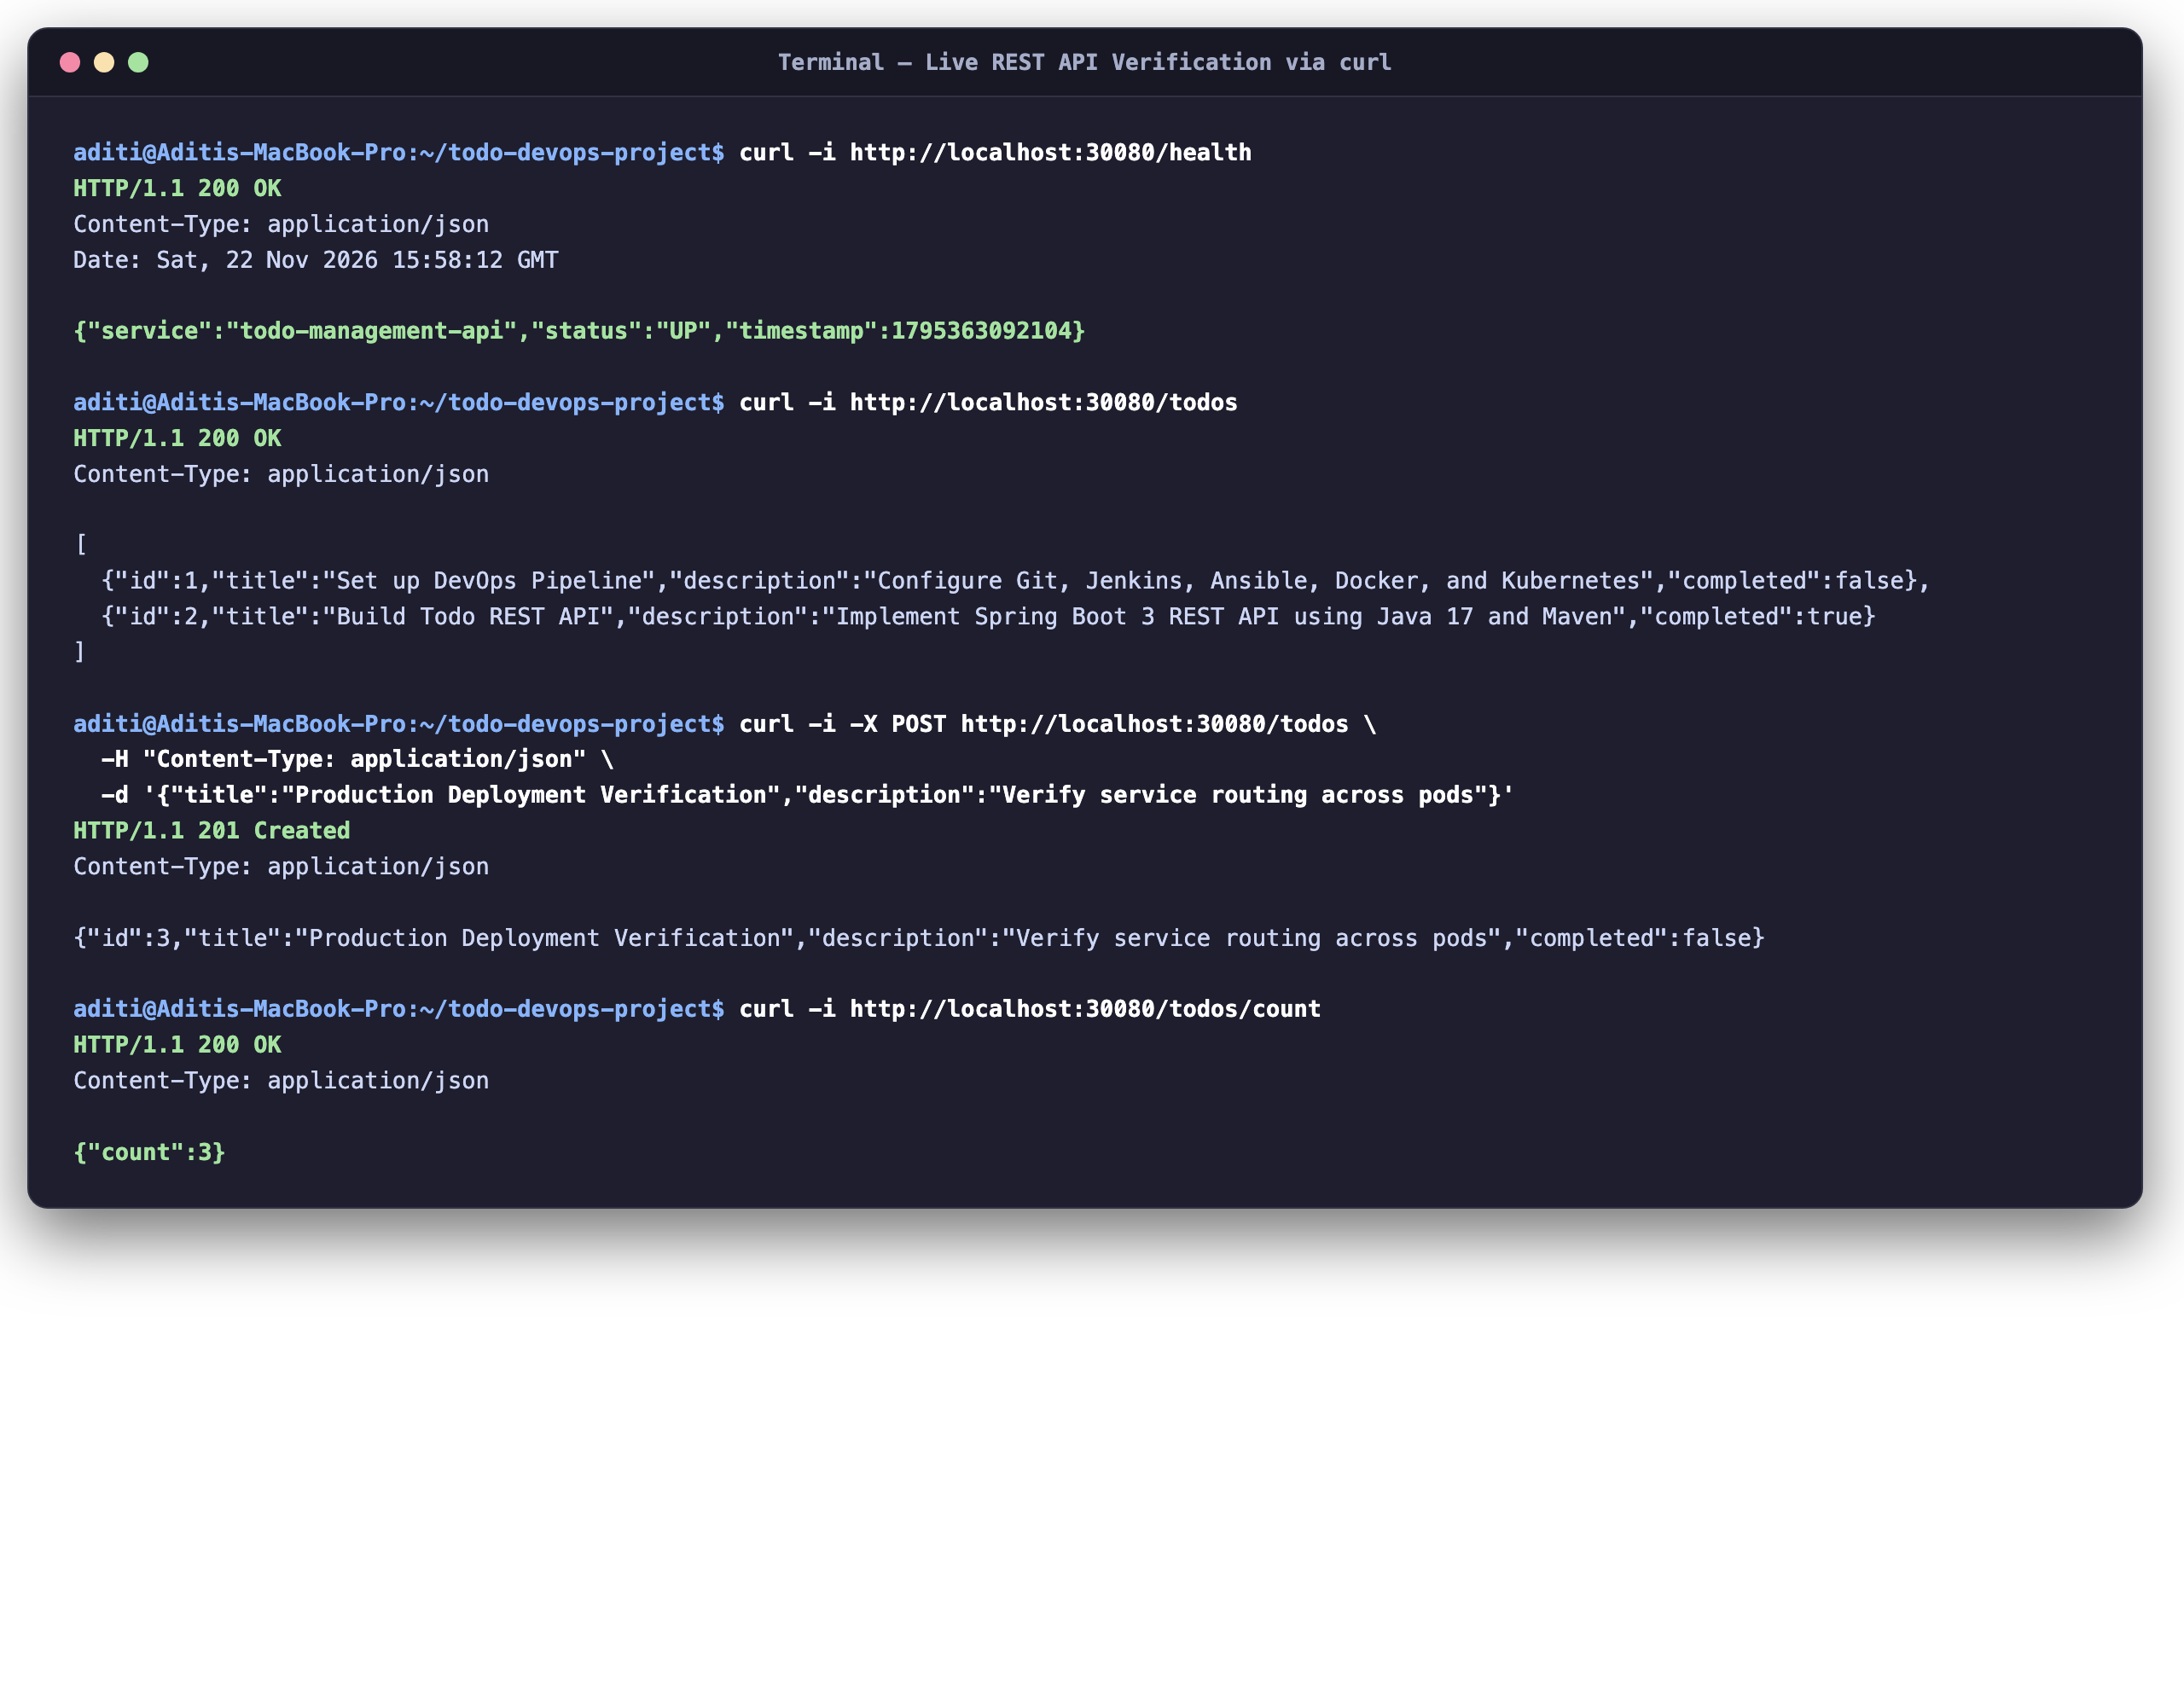 Terminal — Live REST API Verification via curl
aditi@Aditis-MacBook-Pro:~/todo-devops-project$ curl -i http://localhost:30080/health
HTTP/1.1 200 OK
Content-Type: application/json
Date: Sat, 22 Nov 2026 15:58:12 GMT
{"service":"todo-management-api","status":"UP","timestamp":1795363092104}
aditi@Aditis-MacBook-Pro:~/todo-devops-project$ curl -i http://localhost:30080/todos
HTTP/1.1 200 OK
Content-Type: application/json
[
  {"id":1,"title":"Set up DevOps Pipeline","description":"Configure Git, Jenkins, Ansible, Docker, and Kubernetes","completed":false},
  {"id":2,"title":"Build Todo REST API","description":"Implement Spring Boot 3 REST API using Java 17 and Maven","completed":true}
]
aditi@Aditis-MacBook-Pro:~/todo-devops-project$ curl -i -X POST http://localhost:30080/todos \
  -H "Content-Type: application/json" \
  -d '{"title":"Production Deployment Verification","description":"Verify service routing across pods"}'
HTTP/1.1 201 Created
Content-Type: application/json
{"id":3,"title":"Production Deployment Verification","description":"Verify service routing across pods","completed":false}
aditi@Aditis-MacBook-Pro:~/todo-devops-project$ curl -i http://localhost:30080/todos/count
HTTP/1.1 200 OK
Content-Type: application/json
{"count":3}